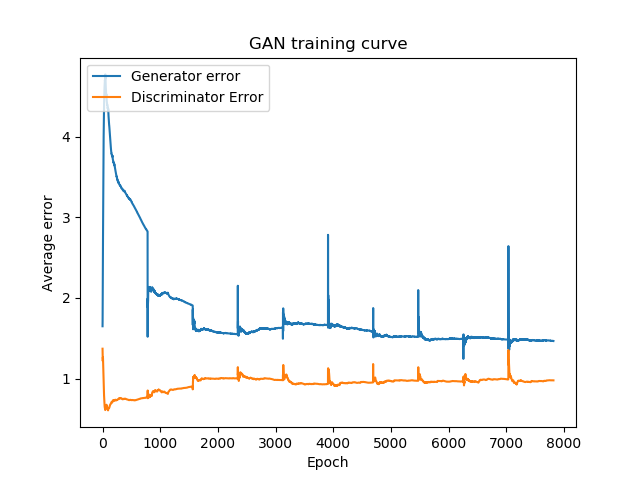 GAN training curve
Generator error
Discriminator Error
Average error
4
3
2
1
0 1000 2000 3000 4000 5000 6000 7000 8000
Epoch